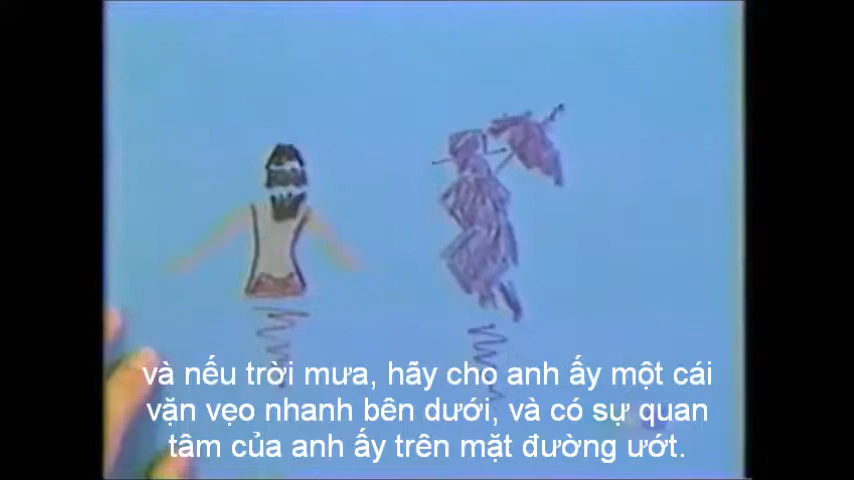 và nếu trời mưa, hãy cho anh ấy một cái
vặn vẹo nhanh bên dưới, và có sự quan
tâm của anh ấy trên mặt đường ướt.